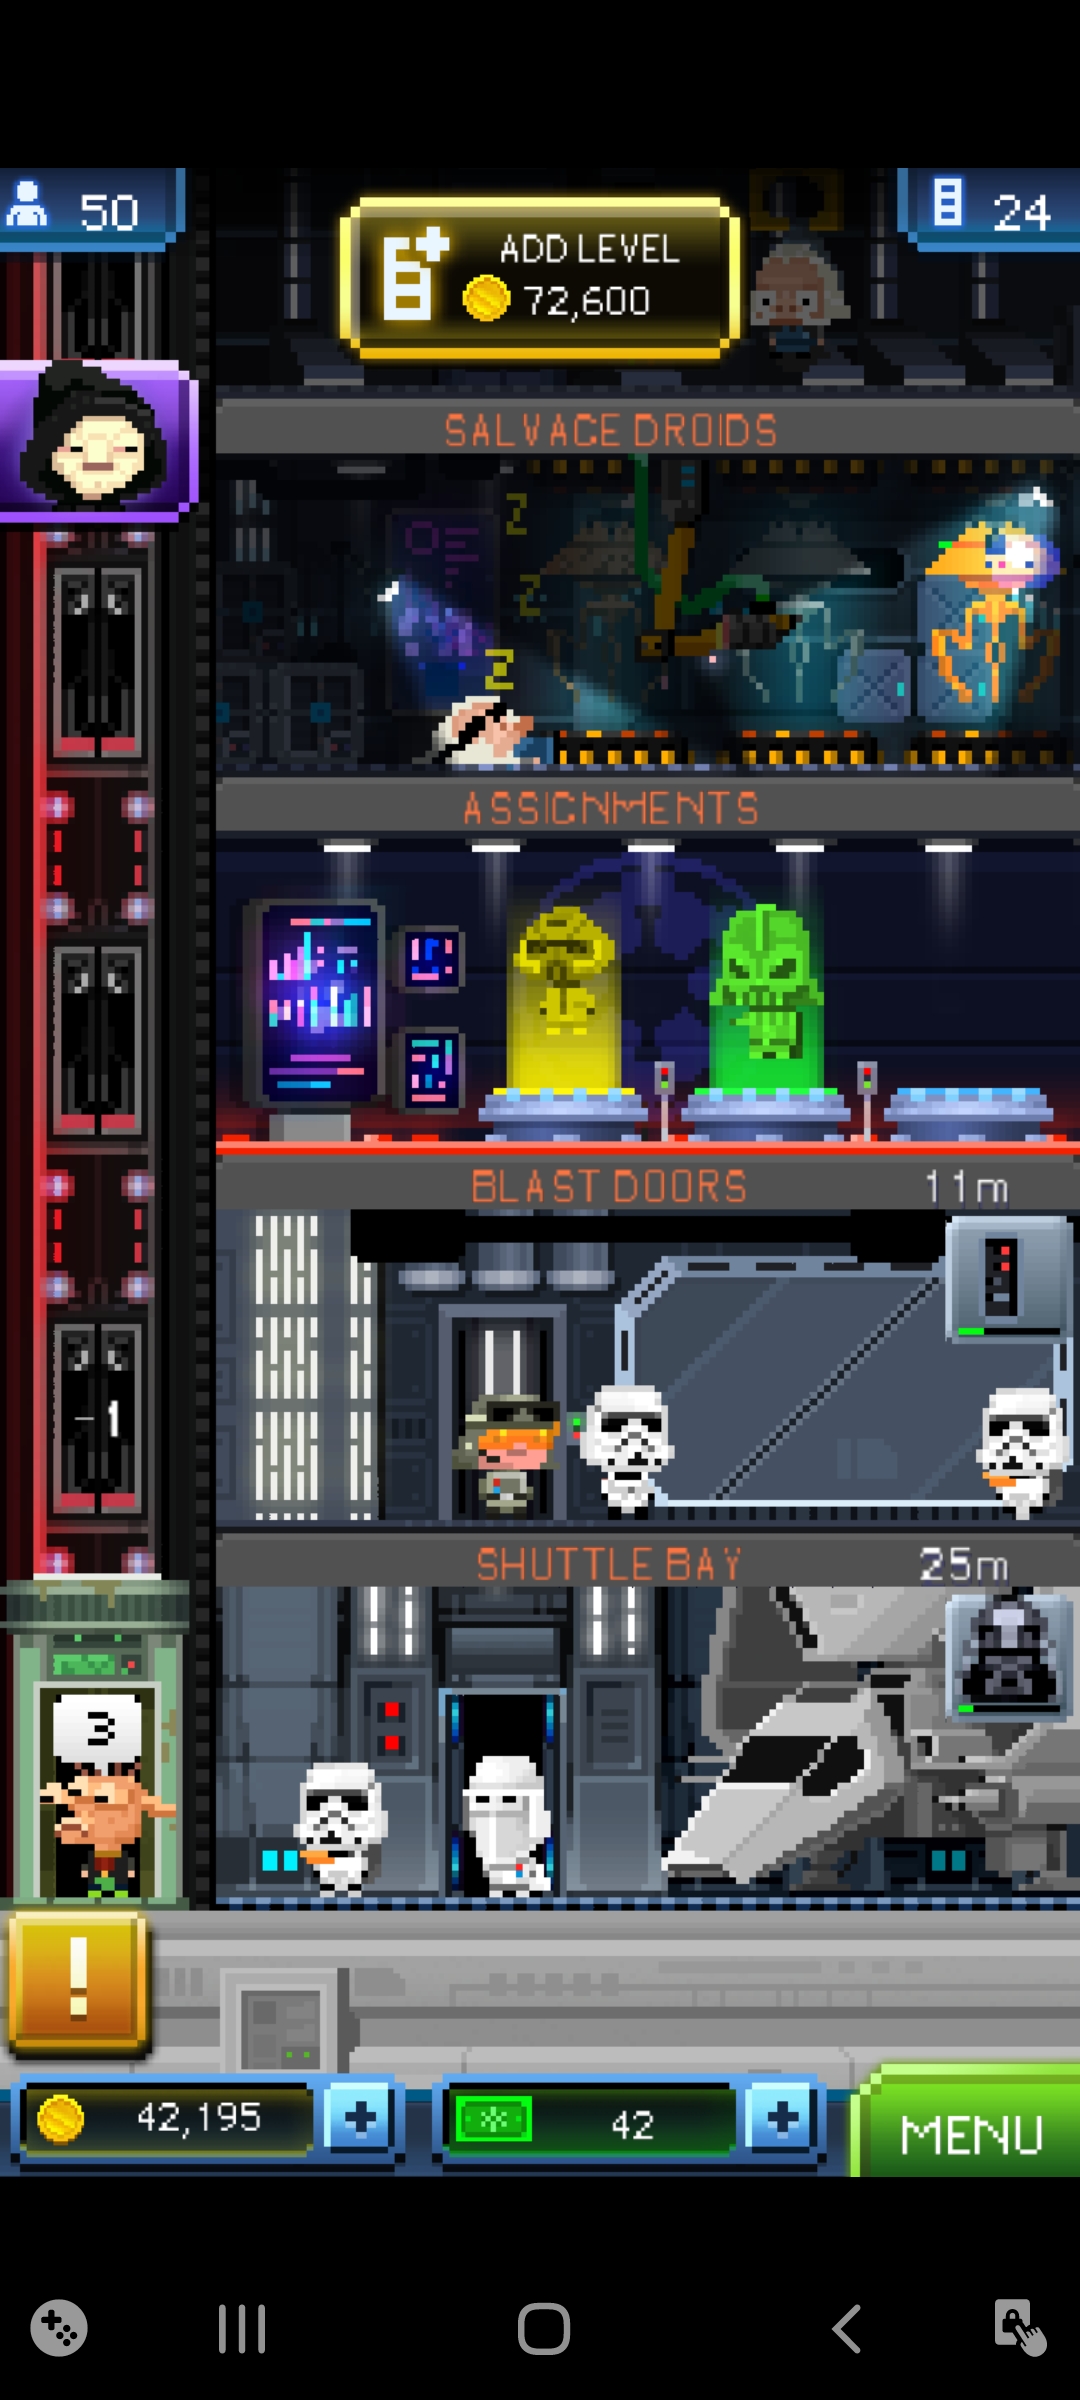 50
ADD LEVEL
72,600
24
SALVAGE DROIDS
Z
Z
Z
ASSIGNMENTS
BLAST DOORS 11m
-1
SHUTTLE BAY 25m
3
!
42,195 +
42 +
MENU